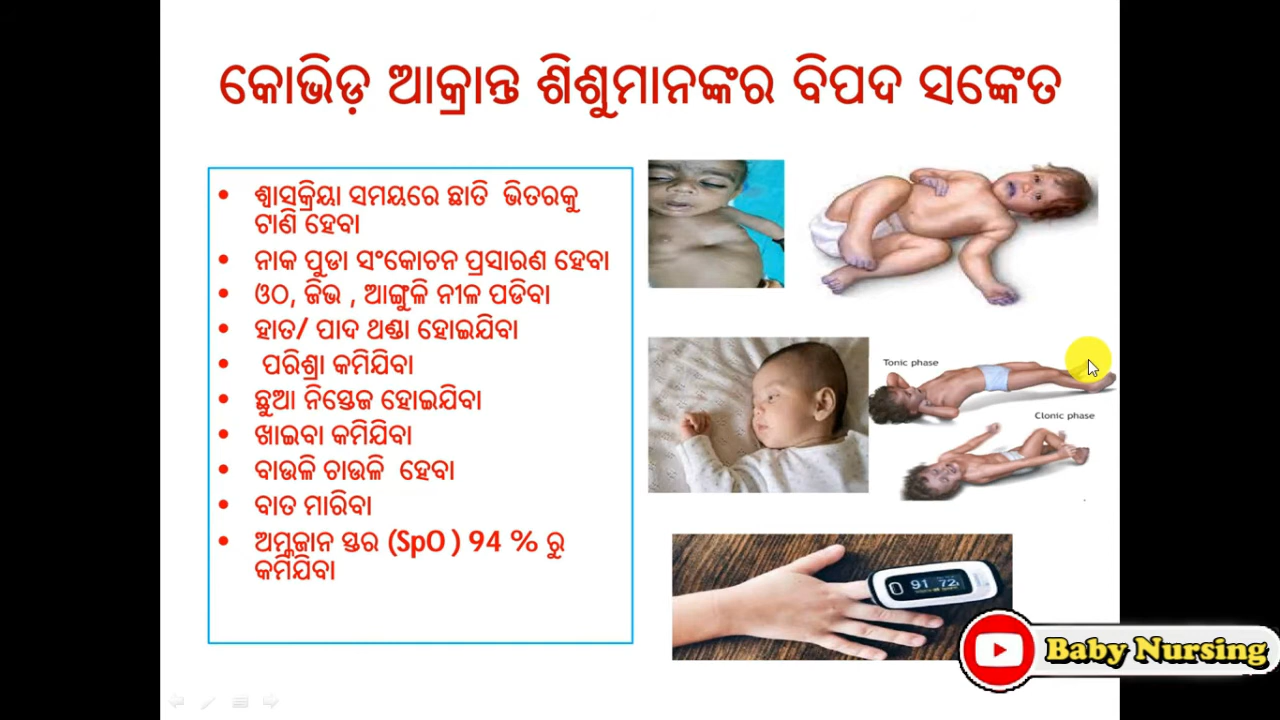 କୋଭିଡ଼ ଆକ୍ରାନ୍ତ ଶିଶୁମାନଙ୍କର ବିପଦ ସଙ୍କେତ
• ଶ୍ୱାସକ୍ରିୟା ସମୟରେ ଛାତି ଭିତରକୁ
ଟାଣି ହେବା
• ନାକ ପୁଡା ସଂକୋଚନ ପ୍ରସାରଣ ହେବା
• ଓଠ, ଜିଭ , ଆଙ୍ଗୁଳି ନୀଳ ପଡିବା
• ହାତ/ ପାଦ ଥଣ୍ଡା ହୋଇଯିବା
• ପରିଶ୍ରା କମିଯିବା
• ଛୁଆ ନିସ୍ତେଜ ହୋଇଯିବା
• ଖାଇବା କମିଯିବା
• ବାଉଳି ଚାଉଳି ହେବା
• ବାତ ମାରିବା
• ଅମ୍ଳଜାନ ସ୍ତର (SpO ) 94 % ରୁ
କମିଯିବା
Tonic phase
Clonic phase
91 72
Baby Nursing